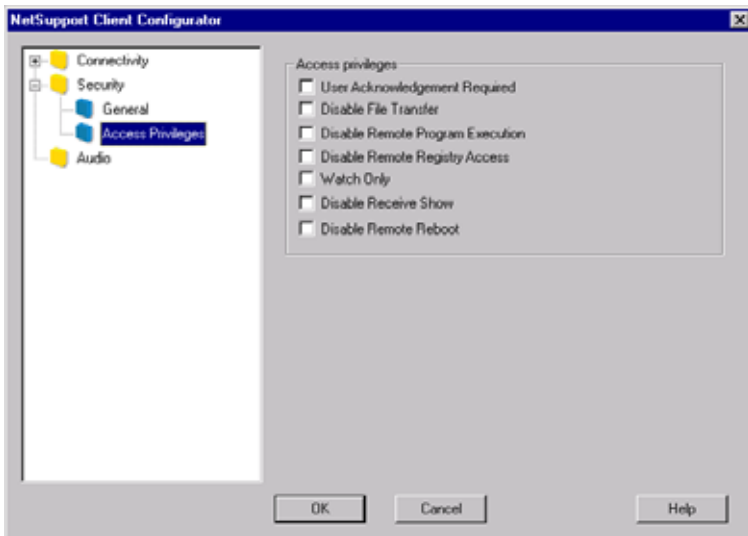 NetSupport Client Configurator
Connectivity
Security
General
Access Privileges
Audio
Access privileges
User Acknowledgement Required
Disable File Transfer
Disable Remote Program Execution
Disable Remote Registry Access
Watch Only
Disable Receive Show
Disable Remote Reboot
OK
Cancel
Help